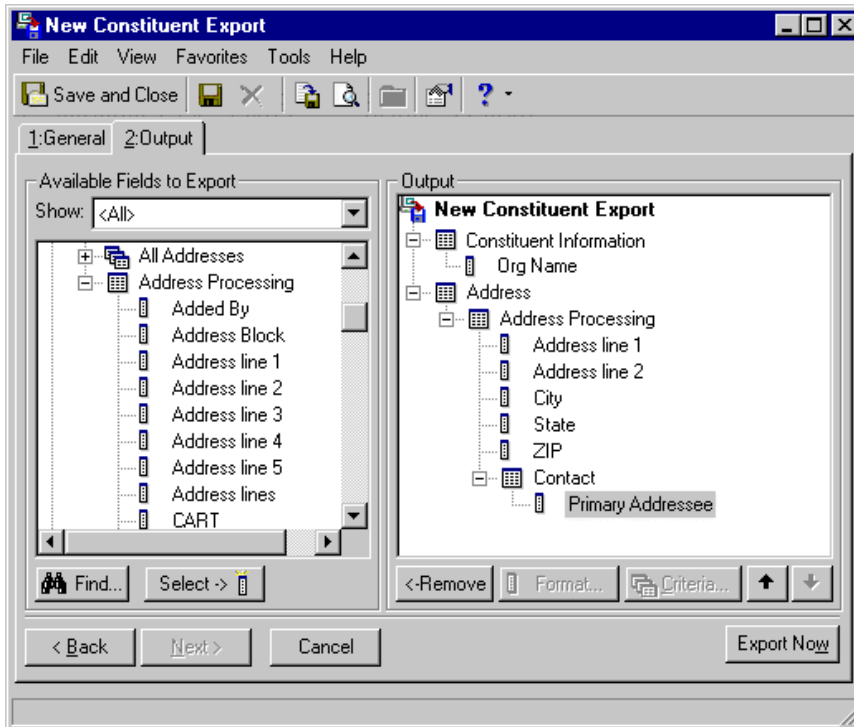 New Constituent Export
File Edit View Favorites Tools Help
Save and Close
1:General 2:Output
Available Fields to Export
Show: <All>
All Addresses
Address Processing
Added By
Address Block
Address line 1
Address line 2
Address line 3
Address line 4
Address line 5
Address lines
CART
Find... Select ->
Output
New Constituent Export
Constituent Information
Org Name
Address
Address Processing
Address line 1
Address line 2
City
State
ZIP
Contact
Primary Addressee
<-Remove Format... Criteria...
< Back Next > Cancel Export Now